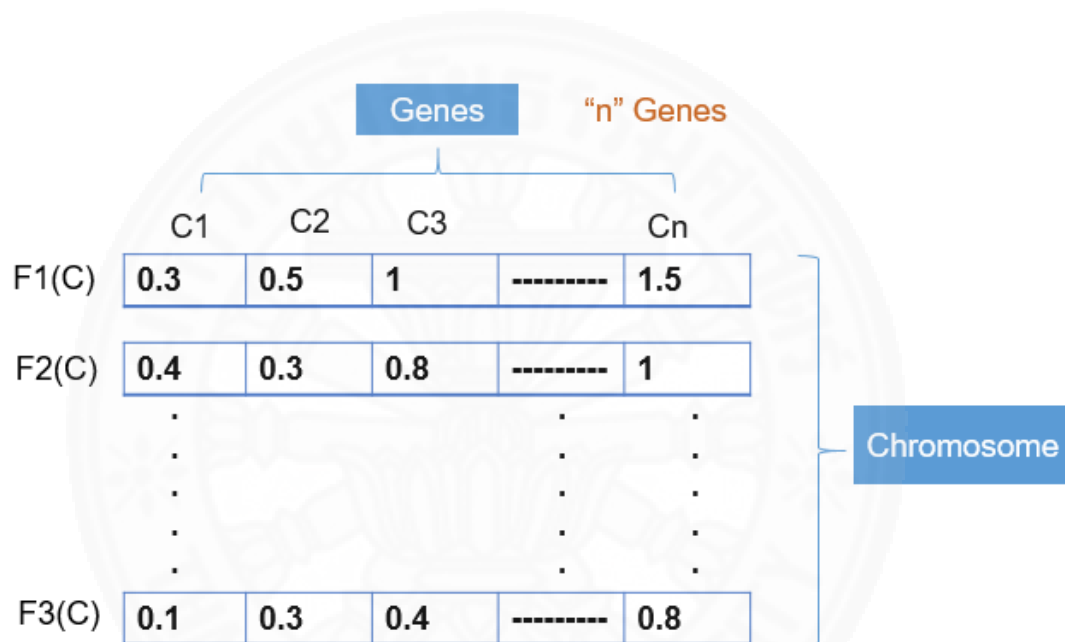 Genes “n” Genes
C1 C2 C3 Cn
F1(C) 0.3 0.5 1 --------- 1.5
F2(C) 0.4 0.3 0.8 --------- 1
Chromosome
F3(C) 0.1 0.3 0.4 --------- 0.8